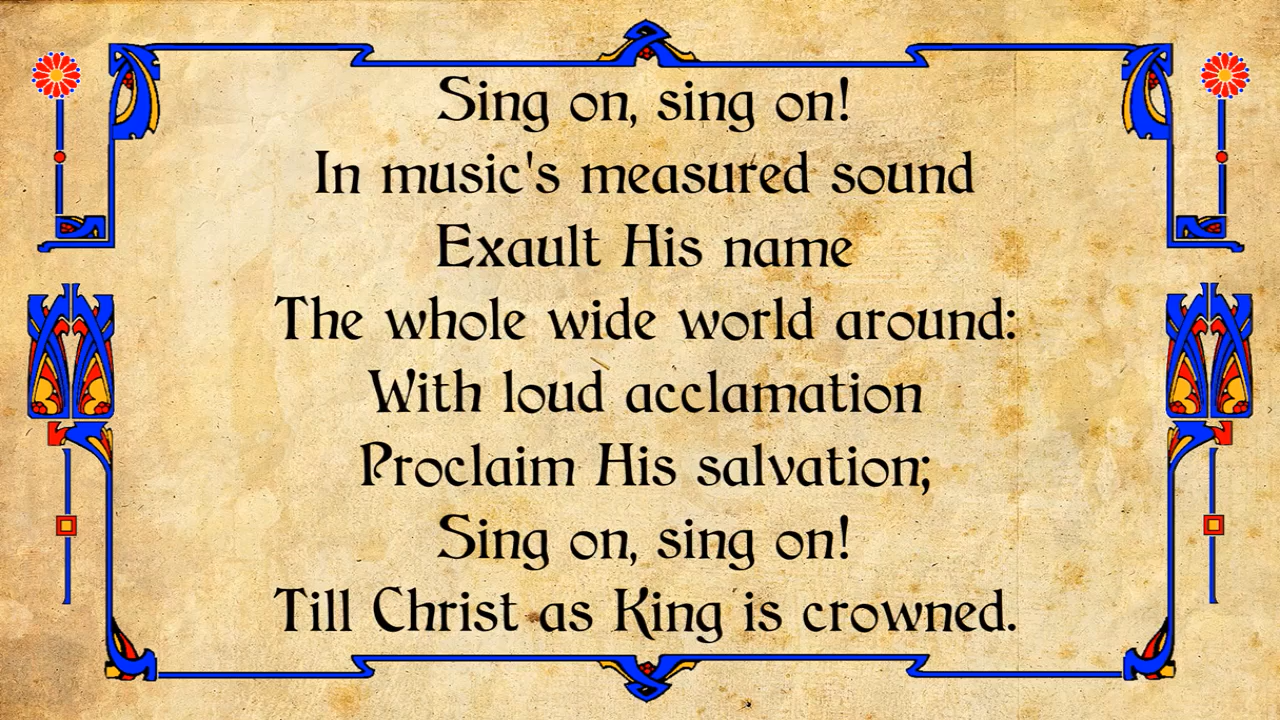 Sing on, sing on!
In music's measured sound
Exault His name
The whole wide world around:
With loud acclamation
Proclaim His salvation;
Sing on, sing on!
Till Christ as King is crowned.